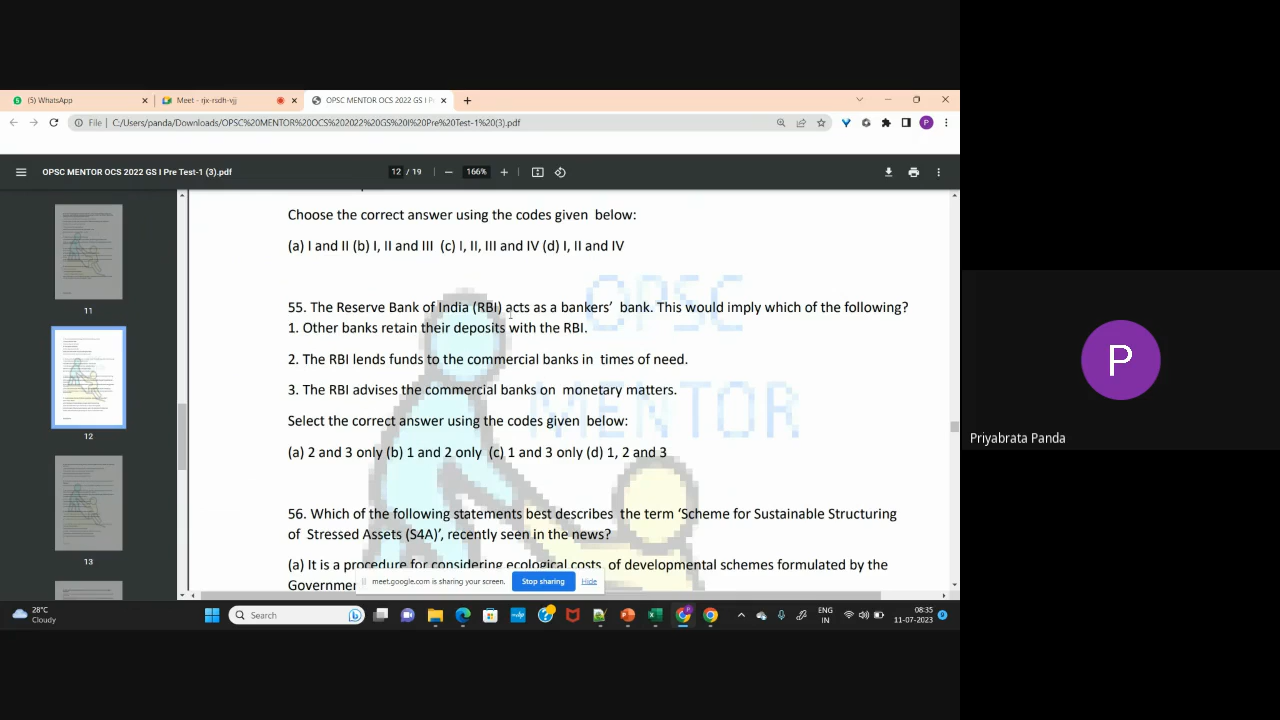 (5) WhatsApp
Meet - rjx-rsdh-vjj
OPSC MENTOR OCS 2022 GS I P
File | C:/Users/panda/Downloads/OPSC%20MENTOR%20OCS%202022%20GS%20I%20Pre%20Test-1%20(3).pdf
OPSC MENTOR OCS 2022 GS I Pre Test-1 (3).pdf
12 / 19
166%
11
12
13
Choose the correct answer using the codes given below:
(a) I and II (b) I, II and III (c) I, II, III and IV (d) I, II and IV
OPSC
MENTOR
55. The Reserve Bank of India (RBI) acts as a bankers’ bank. This would imply which of the following?
1. Other banks retain their deposits with the RBI.
2. The RBI lends funds to the commercial banks in times of need.
3. The RBI advises the commercial banks on monetary matters.
Select the correct answer using the codes given below:
(a) 2 and 3 only (b) 1 and 2 only (c) 1 and 3 only (d) 1, 2 and 3
56. Which of the following statements best describes the term ‘Scheme for Sustainable Structuring
of Stressed Assets (S4A)’, recently seen in the news?
(a) It is a procedure for considering ecological costs of developmental schemes formulated by the
Governme
meet.google.com is sharing your screen.
Stop sharing
Hide
P
Priyabrata Panda
28°C
Cloudy
Search
ENG
IN
08:35
11-07-2023